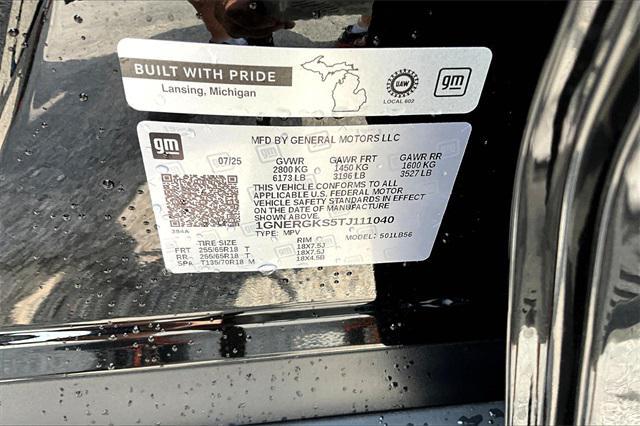 BUILT WITH PRIDE
Lansing, Michigan
UAW
LOCAL 602
gm
gm
MFD BY GENERAL MOTORS LLC
07/25 GVWR GAWR FRT GAWR RR
2800 KG 1450 KG 1600 KG
6173 LB 3196 LB 3527 LB
THIS VEHICLE CONFORMS TO ALL
APPLICABLE U.S. FEDERAL MOTOR
VEHICLE SAFETY STANDARDS IN EFFECT
ON THE DATE OF MANUFACTURE
SHOWN ABOVE.
1GNERGKS5TJ111040
394A TYPE: MPV MODEL: 501LB56
TIRE SIZE RIM
FRT 255/65R18 T 18X7.5J
RR 255/65R18 T 18X7.5J
SPA T135/70R18 M 18X4.5B